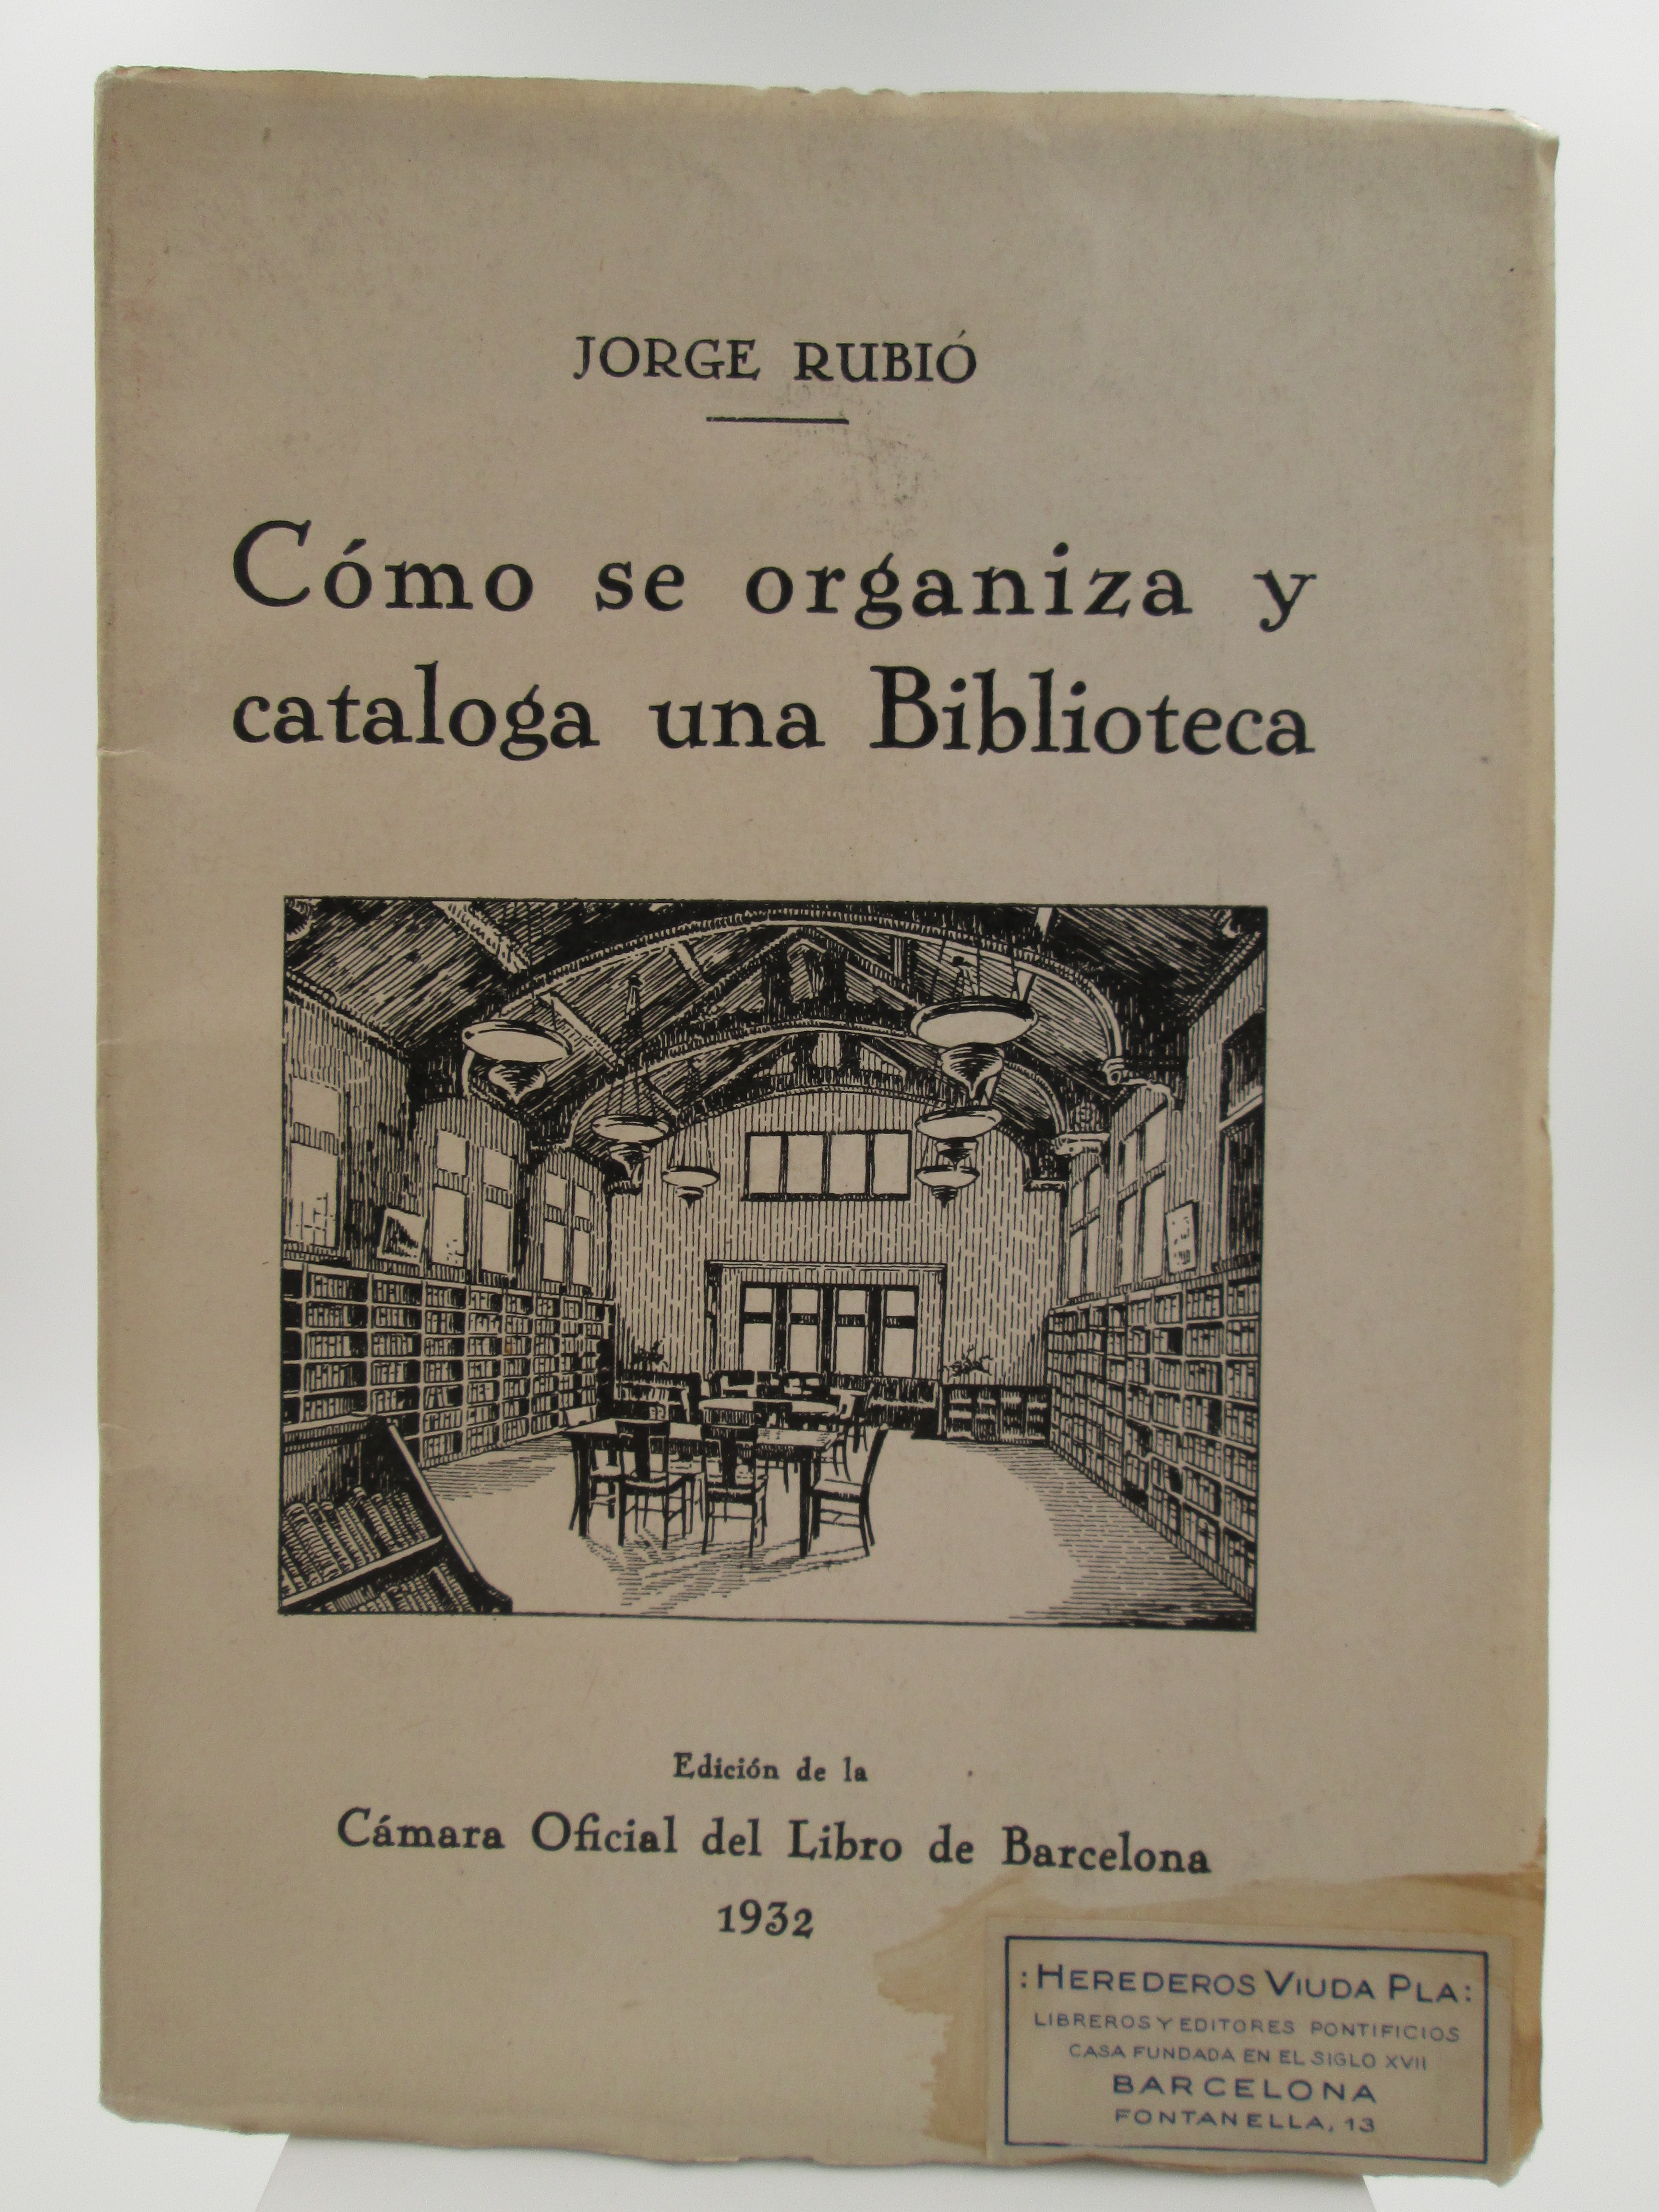 JORGE RUBIÓ
Cómo se organiza y
cataloga una Biblioteca
Edición de la
Cámara Oficial del Libro de Barcelona
1932
:HEREDEROS VIUDA PLA:
LIBREROS Y EDITORES PONTIFICIOS
CASA FUNDADA EN EL SIGLO XVII
BARCELONA
FONTANELLA, 13